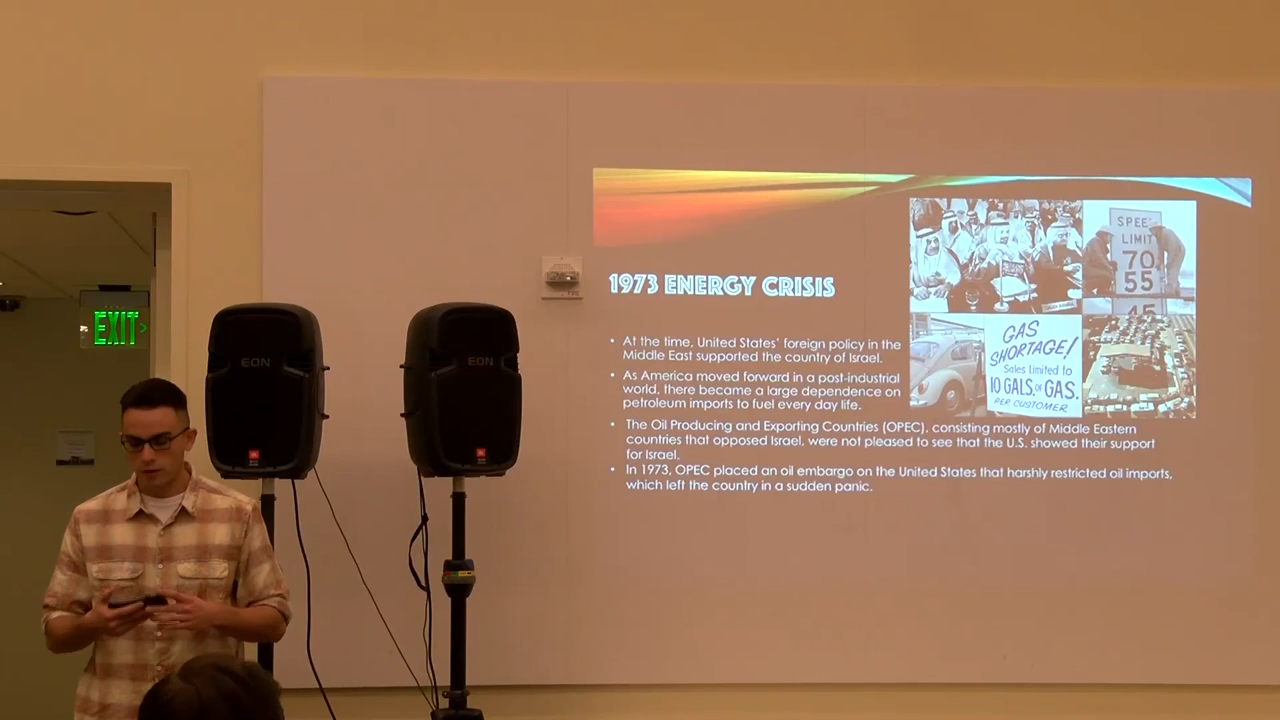 EXIT
EON
EON
JBL
JBL
1973 ENERGY CRISIS
• At the time, United States' foreign policy in the
Middle East supported the country of Israel.
• As America moved forward in a post-industrial
world, there became a large dependence on
petroleum imports to fuel every day life.
• The Oil Producing and Exporting Countries (OPEC), consisting mostly of Middle Eastern
countries that opposed Israel, were not pleased to see that the U.S. showed their support
for Israel.
• In 1973, OPEC placed an oil embargo on the United States that harshly restricted oil imports,
which left the country in a sudden panic.
SPEE
LIMIT
70
55
45
GAS
SHORTAGE!
Sales Limited to
10 GALS. OF GAS.
PER CUSTOMER